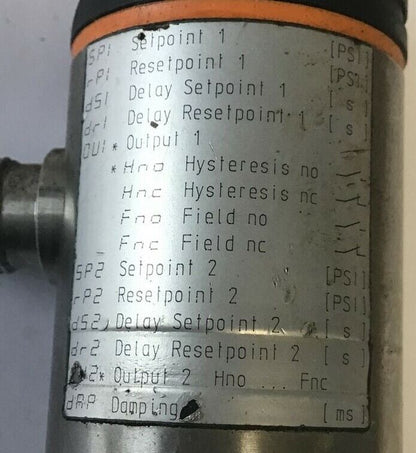 SP1 Setpoint 1 [PSI]
rP1 Resetpoint 1 [PSI]
dS1 Delay Setpoint 1 [ s ]
dr1 Delay Resetpoint 1 [ s ]
OU1 * Output 1
* Hno Hysteresis no
Hnc Hysteresis nc
Fno Field no
Fnc Field nc
SP2 Setpoint 2 [PSI]
rP2 Resetpoint 2 [PSI]
dS2 Delay Setpoint 2 [ s ]
dr2 Delay Resetpoint 2 [ s ]
* Output 2 Hno ... Fnc
dAP Damping [ ms ]